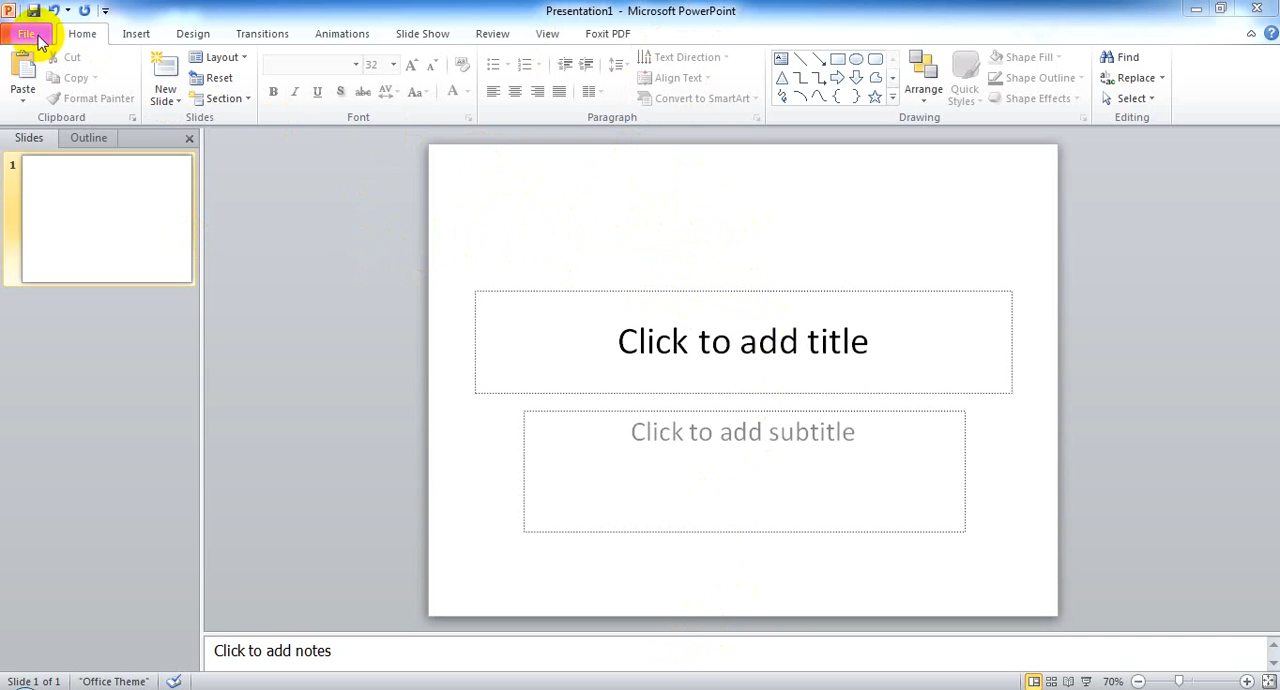 Presentation1 - Microsoft PowerPoint
File Home Insert Design Transitions Animations Slide Show Review View Foxit PDF
Paste
Cut
Copy
Format Painter
Clipboard
New
Slide
Layout
Reset
Section
Slides
32
B I U S abc AV Aa A
Font
Text Direction
Align Text
Convert to SmartArt
Paragraph
Arrange
Quick
Styles
Shape Fill
Shape Outline
Shape Effects
Drawing
Find
Replace
Select
Editing
Slides Outline
1
Click to add title
Click to add subtitle
Click to add notes
Slide 1 of 1 "Office Theme" 70%